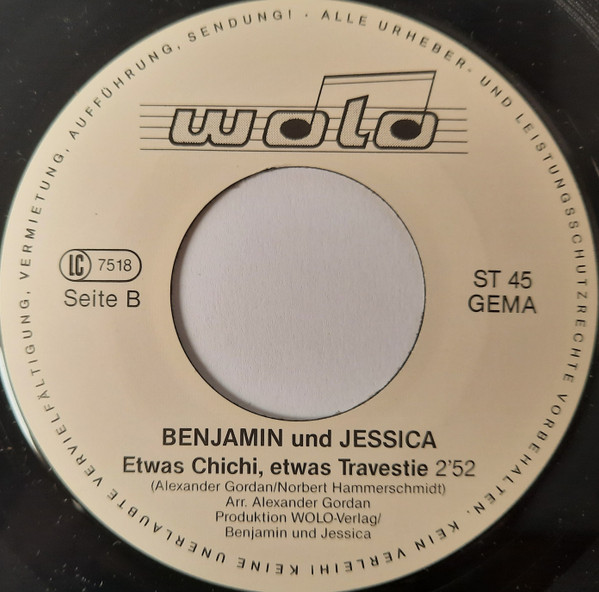 ALLE URHEBER- UND LEISTUNGSSCHUTZRECHTE VORBEHALTEN. KEIN VERLEIH! KEINE UNERLAUBTE VERVIELFÄLTIGUNG, VERMIETUNG, AUFFÜHRUNG, SENDUNG! ·
wolo
LC 7518
Seite B
ST 45
GEMA
BENJAMIN und JESSICA
Etwas Chichi, etwas Travestie 2'52
(Alexander Gordan/Norbert Hammerschmidt)
Arr. Alexander Gordan
Produktion WOLO-Verlag/
Benjamin und Jessica